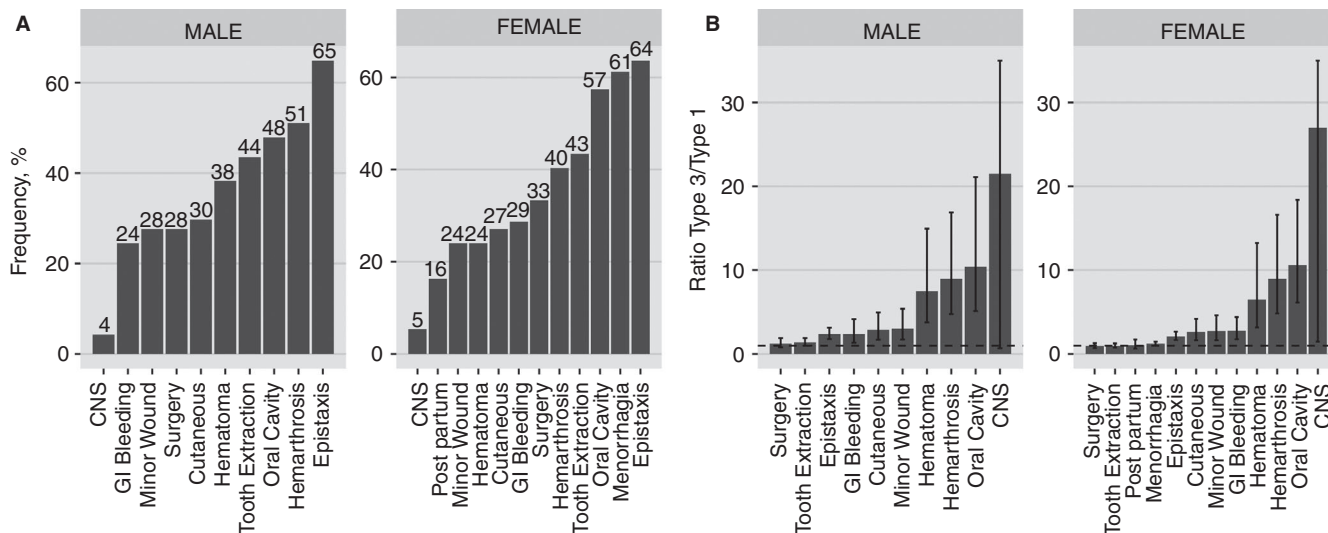 A
MALE
FEMALE
Frequency, %
60
40
20
0
4
24
28
28
30
38
44
48
51
65
CNS
GI Bleeding
Minor Wound
Surgery
Cutaneous
Hematoma
Tooth Extraction
Oral Cavity
Hemarthrosis
Epistaxis
60
40
20
0
5
16
24
24
27
29
33
40
43
57
61
64
CNS
Post partum
Minor Wound
Hematoma
Cutaneous
GI Bleeding
Surgery
Hemarthrosis
Tooth Extraction
Oral Cavity
Menorrhagia
Epistaxis
B
MALE
FEMALE
Ratio Type 3/Type 1
30
20
10
0
Surgery
Tooth Extraction
Epistaxis
GI Bleeding
Cutaneous
Minor Wound
Hematoma
Hemarthrosis
Oral Cavity
CNS
30
20
10
0
Surgery
Tooth Extraction
Post partum
Menorrhagia
Epistaxis
Cutaneous
Minor Wound
GI Bleeding
Hematoma
Hemarthrosis
Oral Cavity
CNS